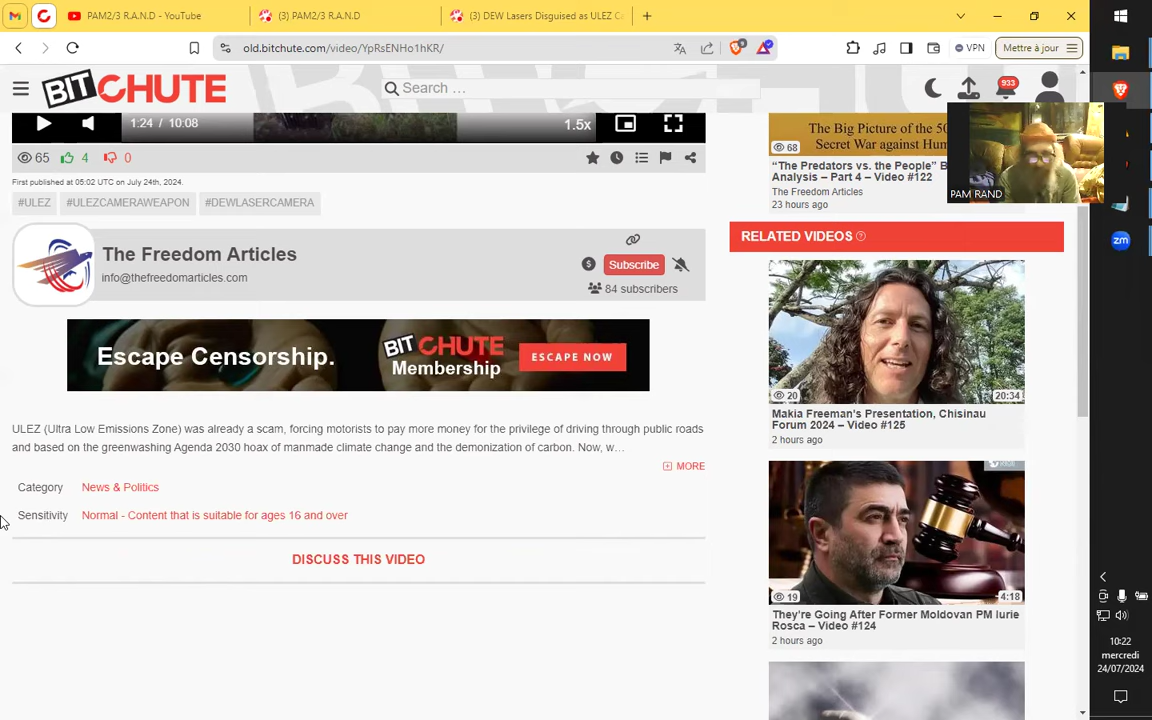 PAM2/3 R.A.N.D - YouTube
(3) PAM2/3 R.A.N.D
(3) DEW Lasers Disguised as ULEZ Ca
old.bitchute.com/video/YpRsENHo1hKR/
VPN
Mettre à jour
BIT CHUTE
Search …
933
1:24 / 10:08
1.5x
65
4
0
First published at 05:02 UTC on July 24th, 2024.
#ULEZ
#ULEZCAMERAWEAPON
#DEWLASERCAMERA
The Freedom Articles
info@thefreedomarticles.com
Subscribe
84 subscribers
Escape Censorship.
BIT CHUTE
Membership
ESCAPE NOW
ULEZ (Ultra Low Emissions Zone) was already a scam, forcing motorists to pay more money for the privilege of driving through public roads
and based on the greenwashing Agenda 2030 hoax of manmade climate change and the demonization of carbon. Now, w…
MORE
Category
News & Politics
Sensitivity
Normal - Content that is suitable for ages 16 and over
DISCUSS THIS VIDEO
The Big Picture of the 50
Secret War against Hum
68
“The Predators vs. the People” B
Analysis – Part 4 – Video #122
The Freedom Articles
23 hours ago
PAM RAND
RELATED VIDEOS
20
20:34
Makia Freeman's Presentation, Chisinau
Forum 2024 – Video #125
2 hours ago
19
4:18
They're Going After Former Moldovan PM Iurie
Rosca – Video #124
2 hours ago
zm
10:22
mercredi
24/07/2024